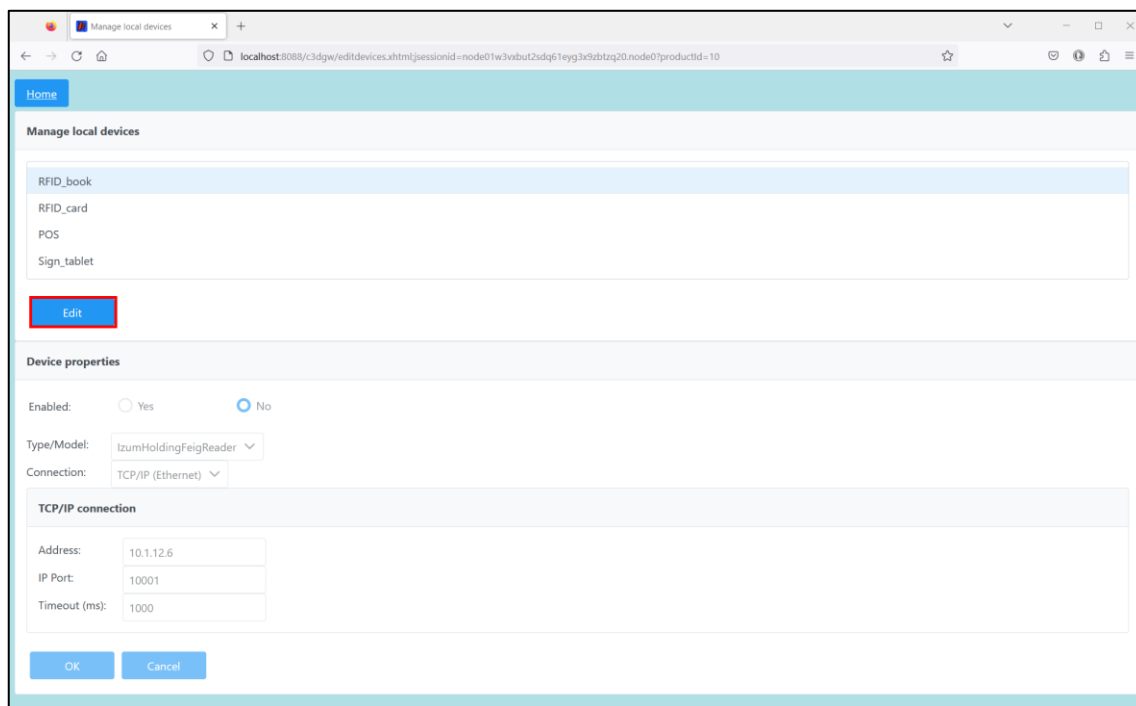 Manage local devices
localhost:8088/c3dgw/editdevices.xhtml;jsessionid=node01w3vxbut2sdq61eyg3x9zbtzq20.node0?productId=10
Home
Manage local devices
RFID_book
RFID_card
POS
Sign_tablet
Edit
Device properties
Enabled: Yes No
Type/Model: IzumHoldingFeigReader
Connection: TCP/IP (Ethernet)
TCP/IP connection
Address: 10.1.12.6
IP Port: 10001
Timeout (ms): 1000
OK Cancel